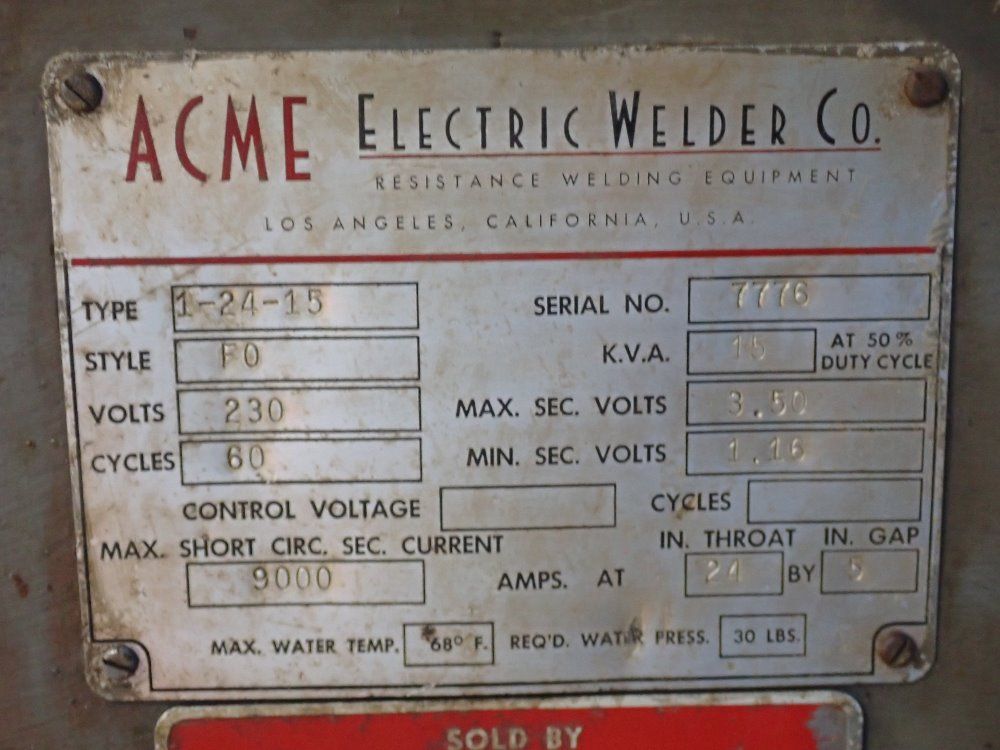 ACME ELECTRIC WELDER CO.
RESISTANCE WELDING EQUIPMENT
LOS ANGELES, CALIFORNIA, U.S.A.
TYPE 1-24-15 SERIAL NO. 7776
STYLE FO K.V.A. 15 AT 50% DUTY CYCLE
VOLTS 230 MAX. SEC. VOLTS 3.50
CYCLES 60 MIN. SEC. VOLTS 1.16
CONTROL VOLTAGE CYCLES
MAX. SHORT CIRC. SEC. CURRENT IN. THROAT IN. GAP
9000 AMPS. AT 24 BY 5
MAX. WATER TEMP. 68° F. REQ'D. WATER PRESS. 30 LBS.
SOLD BY